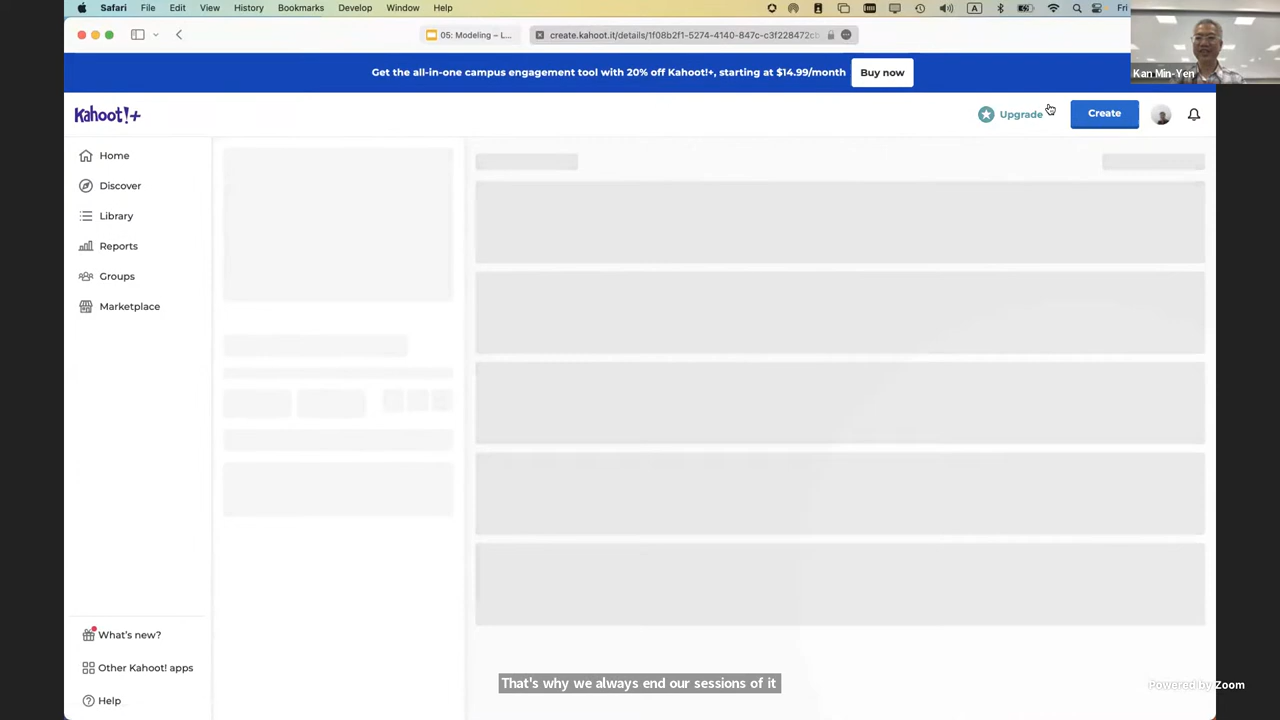 Safari File Edit View History Bookmarks Develop Window Help A Fri
05: Modeling – L... create.kahoot.it/details/1f08b2f1-5274-4140-847c-c3f228472cb
Kan Min-Yen
Get the all-in-one campus engagement tool with 20% off Kahoot!+, starting at $14.99/month Buy now
Kahoot!+ Upgrade Create
Home
Discover
Library
Reports
Groups
Marketplace
What's new?
Other Kahoot! apps
Help
That's why we always end our sessions of it
Powered by Zoom